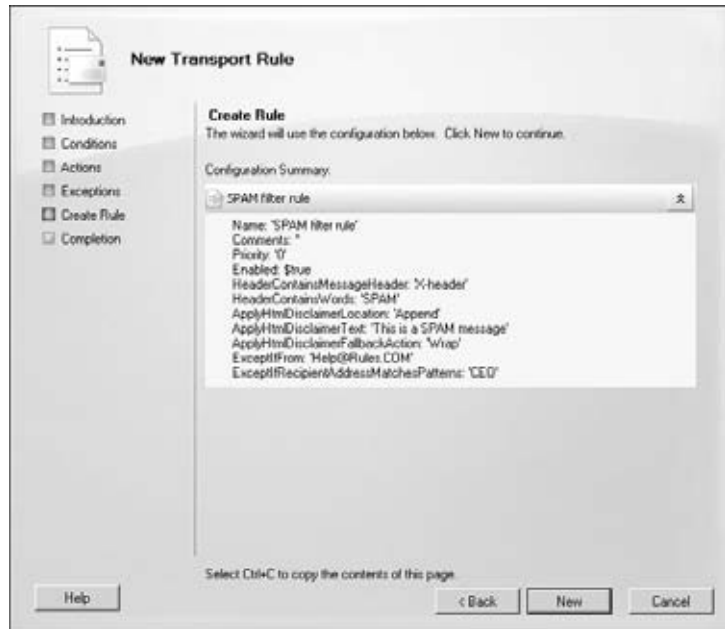 New Transport Rule
Introduction
Conditions
Actions
Exceptions
Create Rule
Completion
Create Rule
The wizard will use the configuration below. Click New to continue.
Configuration Summary:
SPAM filter rule
Name: 'SPAM filter rule'
Comments: ''
Priority: '0'
Enabled: $true
HeaderContainsMessageHeader: 'X-header'
HeaderContainsWords: 'SPAM'
ApplyHtmlDisclaimerLocation: 'Append'
ApplyHtmlDisclaimerText: 'This is a SPAM message'
ApplyHtmlDisclaimerFallbackAction: 'Wrap'
ExceptIfFrom: 'Help@Rules.COM'
ExceptIfRecipientAddressMatchesPatterns: 'CEO'
Select Ctrl+C to copy the contents of this page.
Help
< Back
New
Cancel